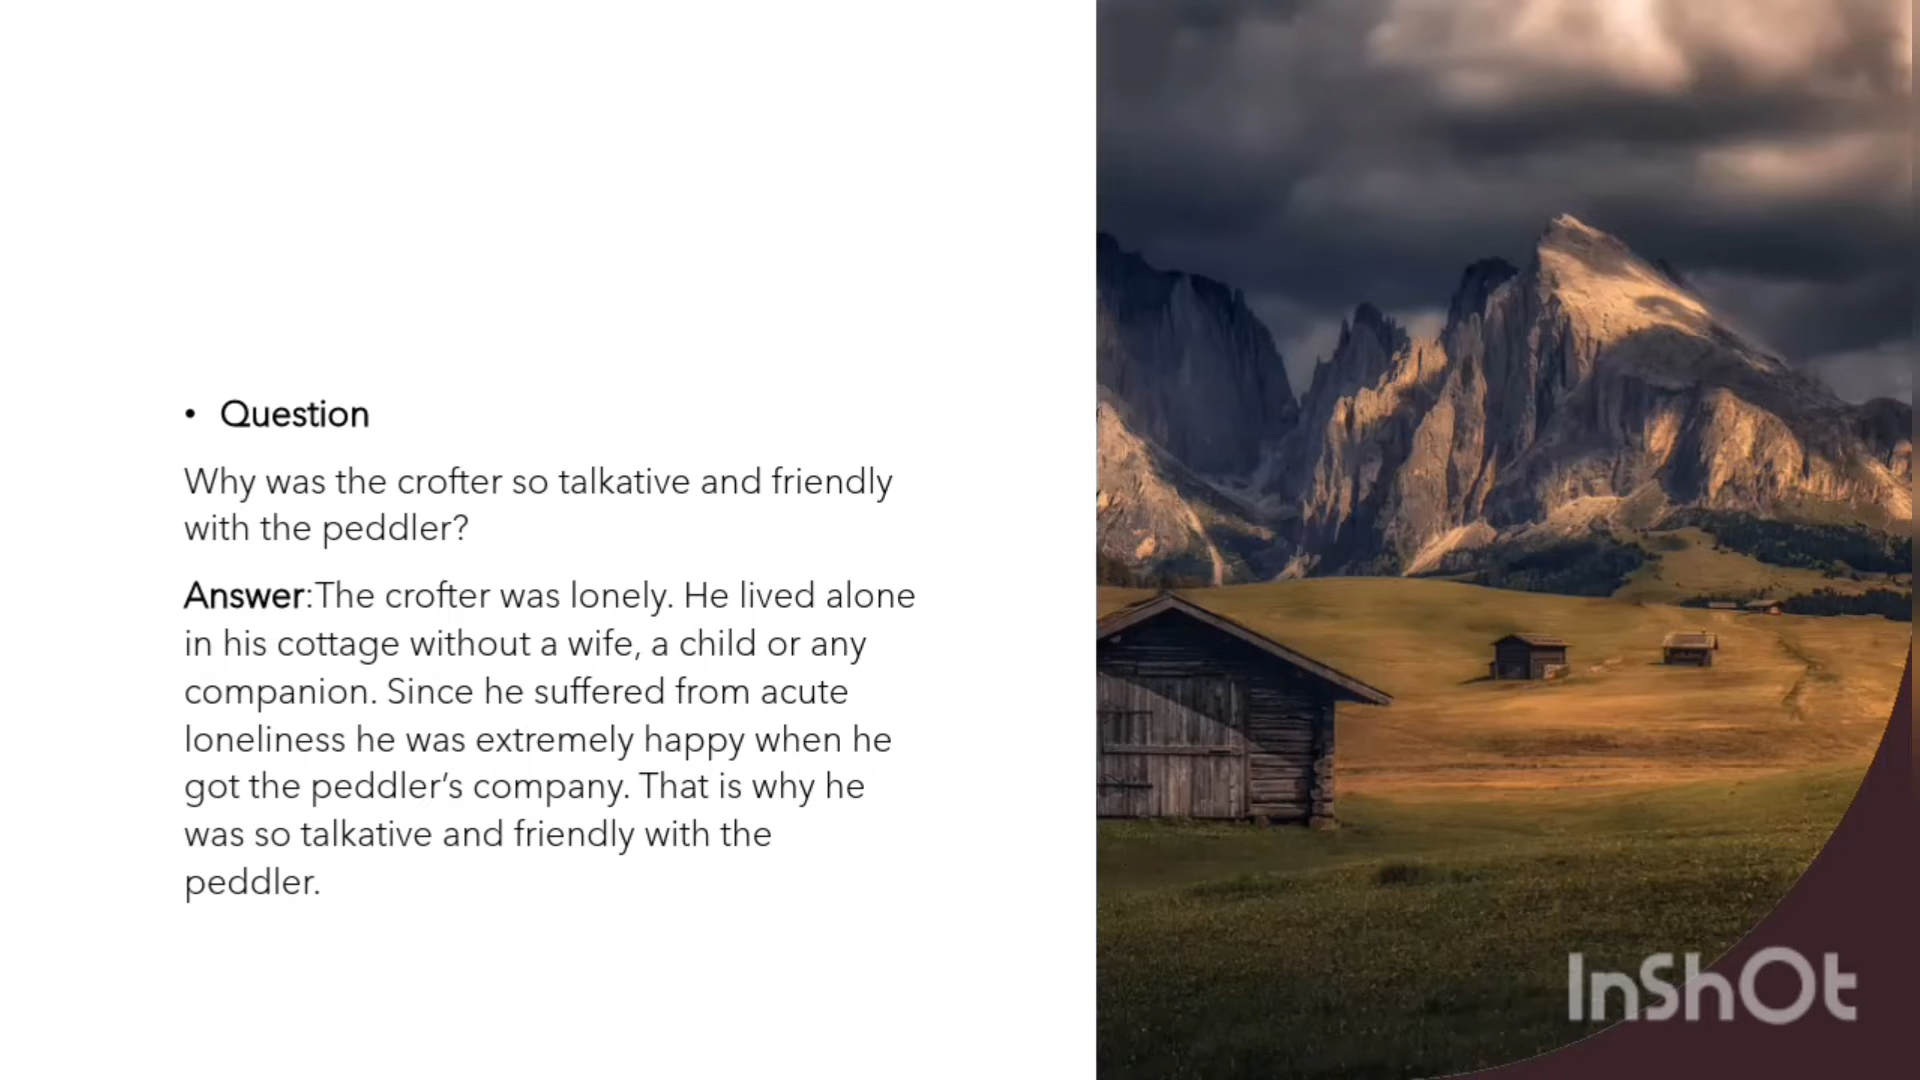 • Question
Why was the crofter so talkative and friendly
with the peddler?
Answer:The crofter was lonely. He lived alone
in his cottage without a wife, a child or any
companion. Since he suffered from acute
loneliness he was extremely happy when he
got the peddler’s company. That is why he
was so talkative and friendly with the
peddler.
InShOt